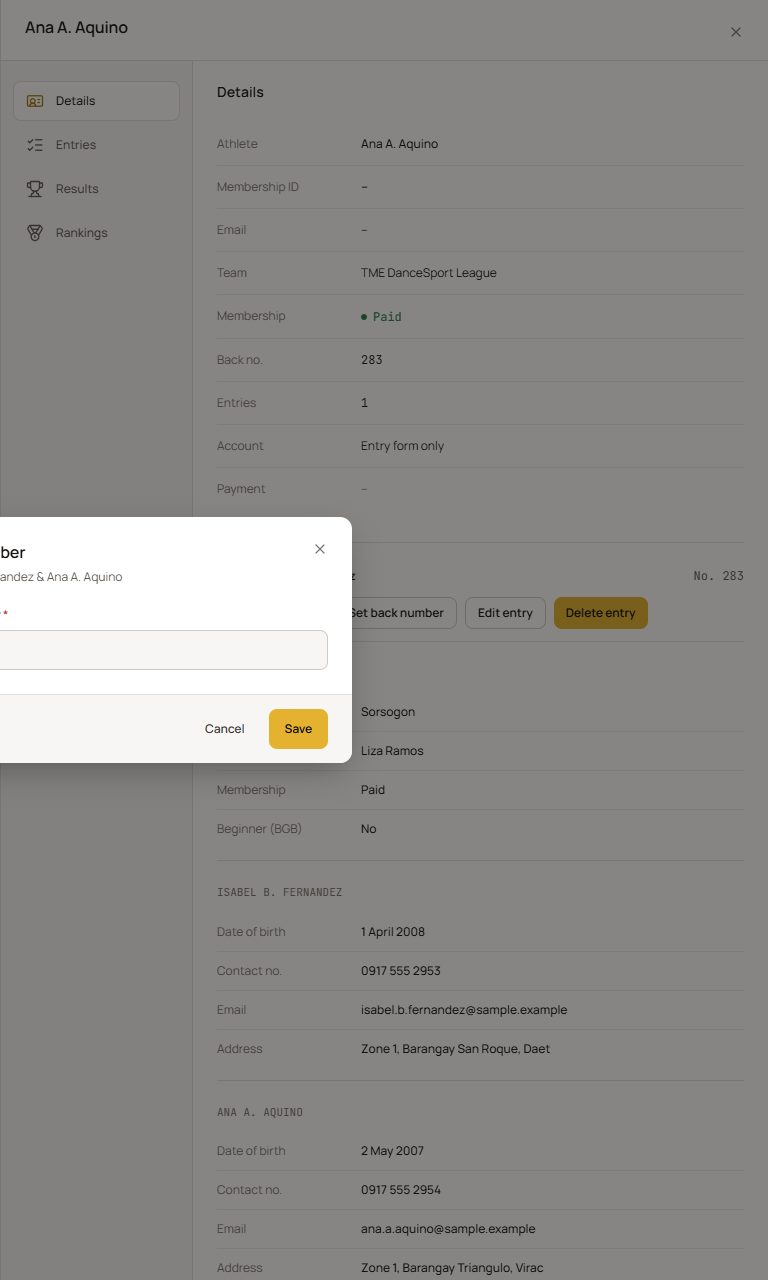 Ana A. Aquino
Details
Entries
Results
Rankings
Details
Athlete Ana A. Aquino
Membership ID –
Email –
Team TME DanceSport League
Membership Paid
Back no. 283
Entries 1
Account Entry form only
Payment –
No. 283
Set back number Edit entry Delete entry
ber
andez & Ana A. Aquino
*
Cancel Save
Sorsogon
Liza Ramos
Membership Paid
Beginner (BGB) No
ISABEL B. FERNANDEZ
Date of birth 1 April 2008
Contact no. 0917 555 2953
Email isabel.b.fernandez@sample.example
Address Zone 1, Barangay San Roque, Daet
ANA A. AQUINO
Date of birth 2 May 2007
Contact no. 0917 555 2954
Email ana.a.aquino@sample.example
Address Zone 1, Barangay Triangulo, Virac